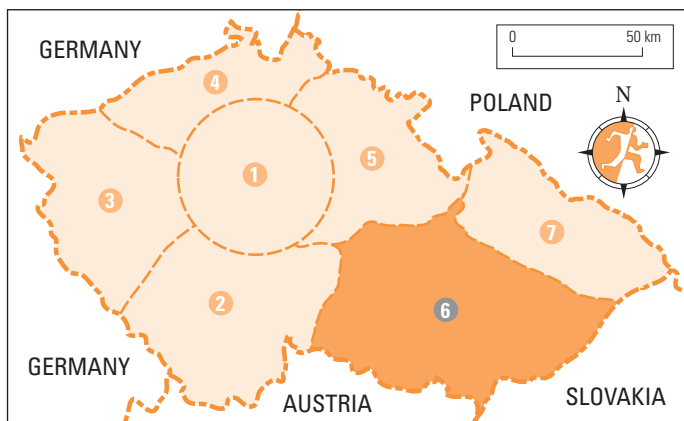 GERMANY
0 50 km
4
POLAND
N
5
1
3
7
2
6
GERMANY
AUSTRIA
SLOVAKIA